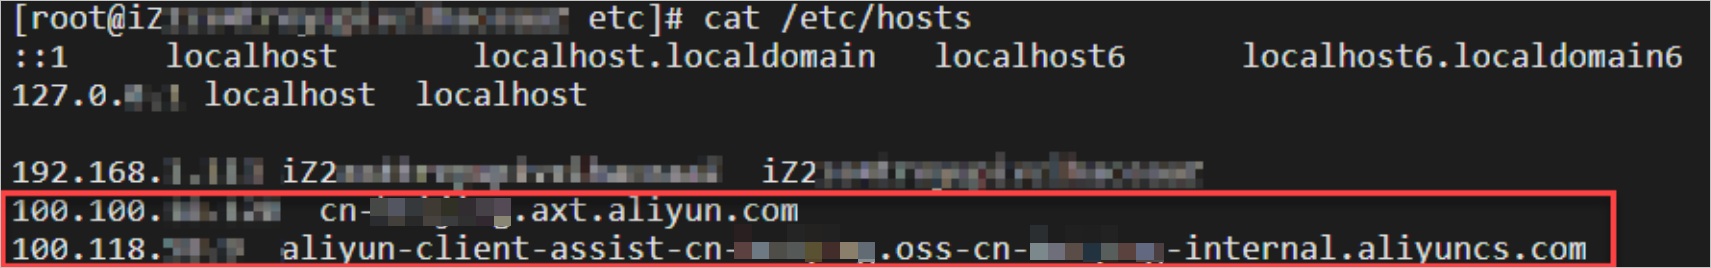 [root@iZ etc]# cat /etc/hosts
::1 localhost localhost.localdomain localhost6 localhost6.localdomain6
127.0. localhost localhost
192.168. iZ2 iZ2
100.100. cn- .axt.aliyun.com
100.118. aliyun-client-assist-cn- .oss-cn- -internal.aliyuncs.com